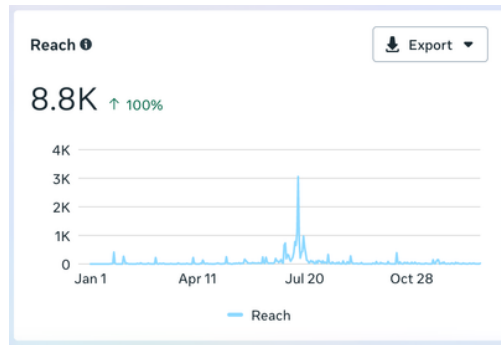 Reach
Export
8.8K ↑ 100%
4K
3K
2K
1K
0
Jan 1 Apr 11 Jul 20 Oct 28
Reach